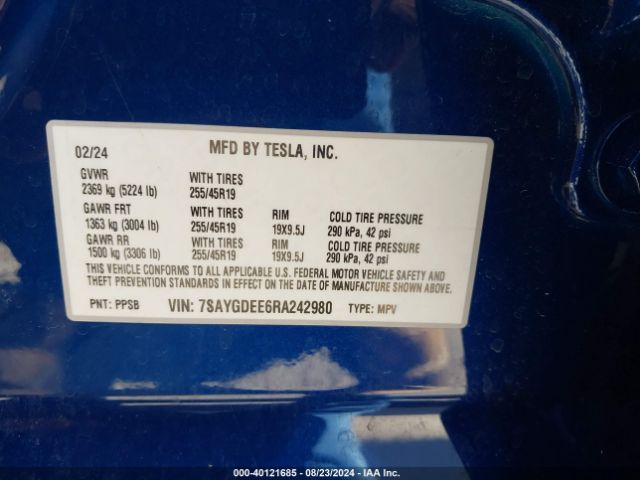 02/24 MFD BY TESLA, INC.
GVWR WITH TIRES
2369 kg (5224 lb) 255/45R19
GAWR FRT WITH TIRES RIM COLD TIRE PRESSURE
1363 kg (3004 lb) 255/45R19 19X9.5J 290 kPa, 42 psi
GAWR RR WITH TIRES RIM COLD TIRE PRESSURE
1500 kg (3306 lb) 255/45R19 19X9.5J 290 kPa, 42 psi
THIS VEHICLE CONFORMS TO ALL APPLICABLE U.S. FEDERAL MOTOR VEHICLE SAFETY AND
THEFT PREVENTION STANDARDS IN EFFECT ON THE DATE OF MANUFACTURE SHOWN ABOVE.
PNT: PPSB VIN: 7SAYGDEE6RA242980 TYPE: MPV
000-40121685 - 08/23/2024 - IAA Inc.